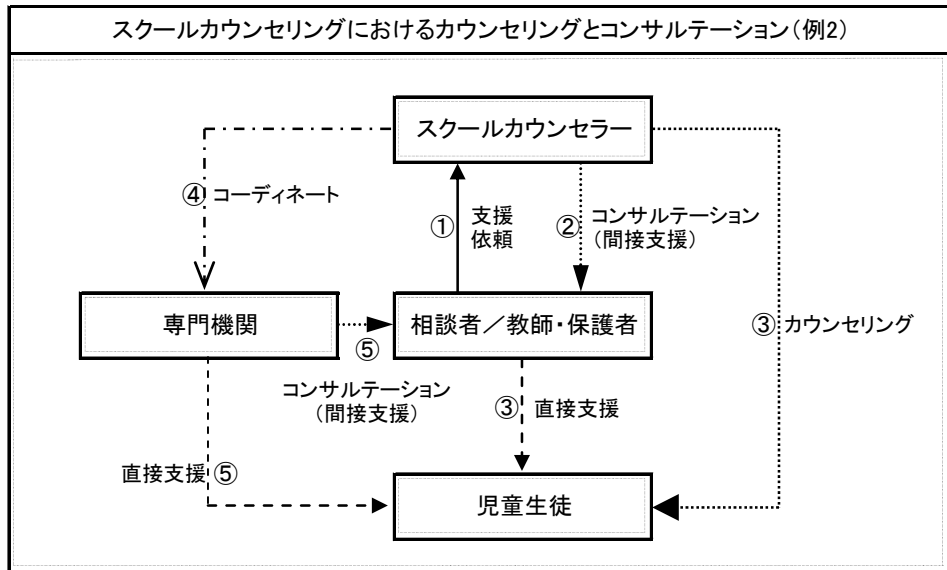 スクールカウンセリングにおけるカウンセリングとコンサルテーション(例2)
スクールカウンセラー
④ コーディネート
① 支援
依頼
② コンサルテーション
(間接支援)
専門機関
相談者/教師・保護者
③ カウンセリング
⑤
コンサルテーション
(間接支援)
③ 直接支援
直接支援 ⑤
児童生徒